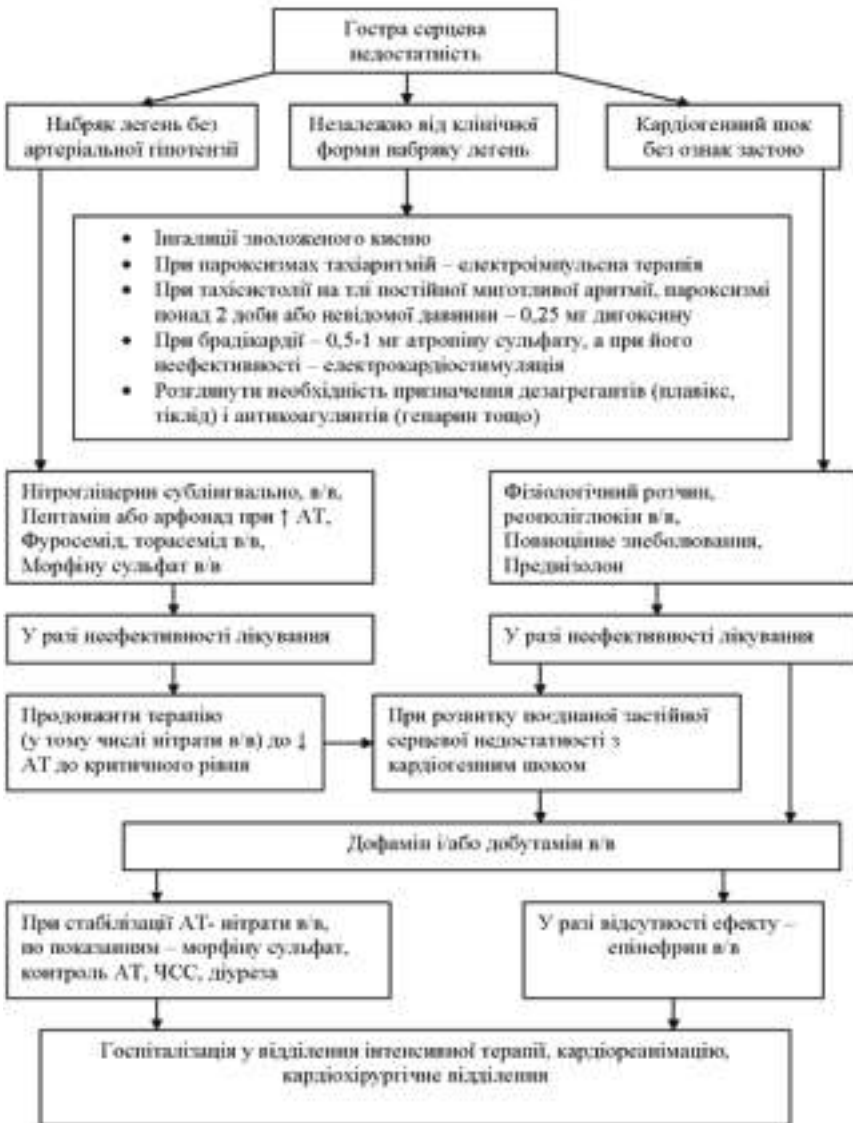 Гостра серцева
недостатність
Набряк легень без
артеріальної гіпотензії
Незалежно від клінічної
форми набряку легень
Кардіогенний шок
без ознак застою
• Інгаляції зволоженого кисню
• При пароксизмах тахіаритмій – електроімпульсна терапія
• При тахісистолії на тлі постійної миготливої аритмії, пароксизмі
понад 2 доби або невідомої давнини – 0,25 мг дигоксину
• При брадікардії – 0,5-1 мг атропіну сульфату, а при його
неефективності – електрокардіостимуляція
• Розглянути необхідність призначення дезагрегантів (плавікс,
тіклід) і антикоагулянтів (гепарин тощо)
Нітрогліцерин сублінгвально, в/в,
Пентамін або арфонад при ↑ АТ,
Фуросемід, торасемід в/в,
Морфіну сульфат в/в
Фізіологічний розчин,
реополіглюкін в/в,
Повноцінне знеболювання,
Преднізолон
У разі неефективності лікування
У разі неефективності лікування
Продовжити терапію
(у тому числі нітрати в/в) до ↓
АТ до критичного рівня
При розвитку поєднаної застійної
серцевої недостатності з
кардіогенним шоком
Дофамін і/або добутамін в/в
При стабілізації АТ- нітрати в/в,
по показанням – морфіну сульфат,
контроль АТ, ЧСС, діуреза
У разі відсутності ефекту –
епінефрин в/в
Госпіталізація у відділення інтенсивної терапії, кардіореанімацію,
кардіохірургічне відділення